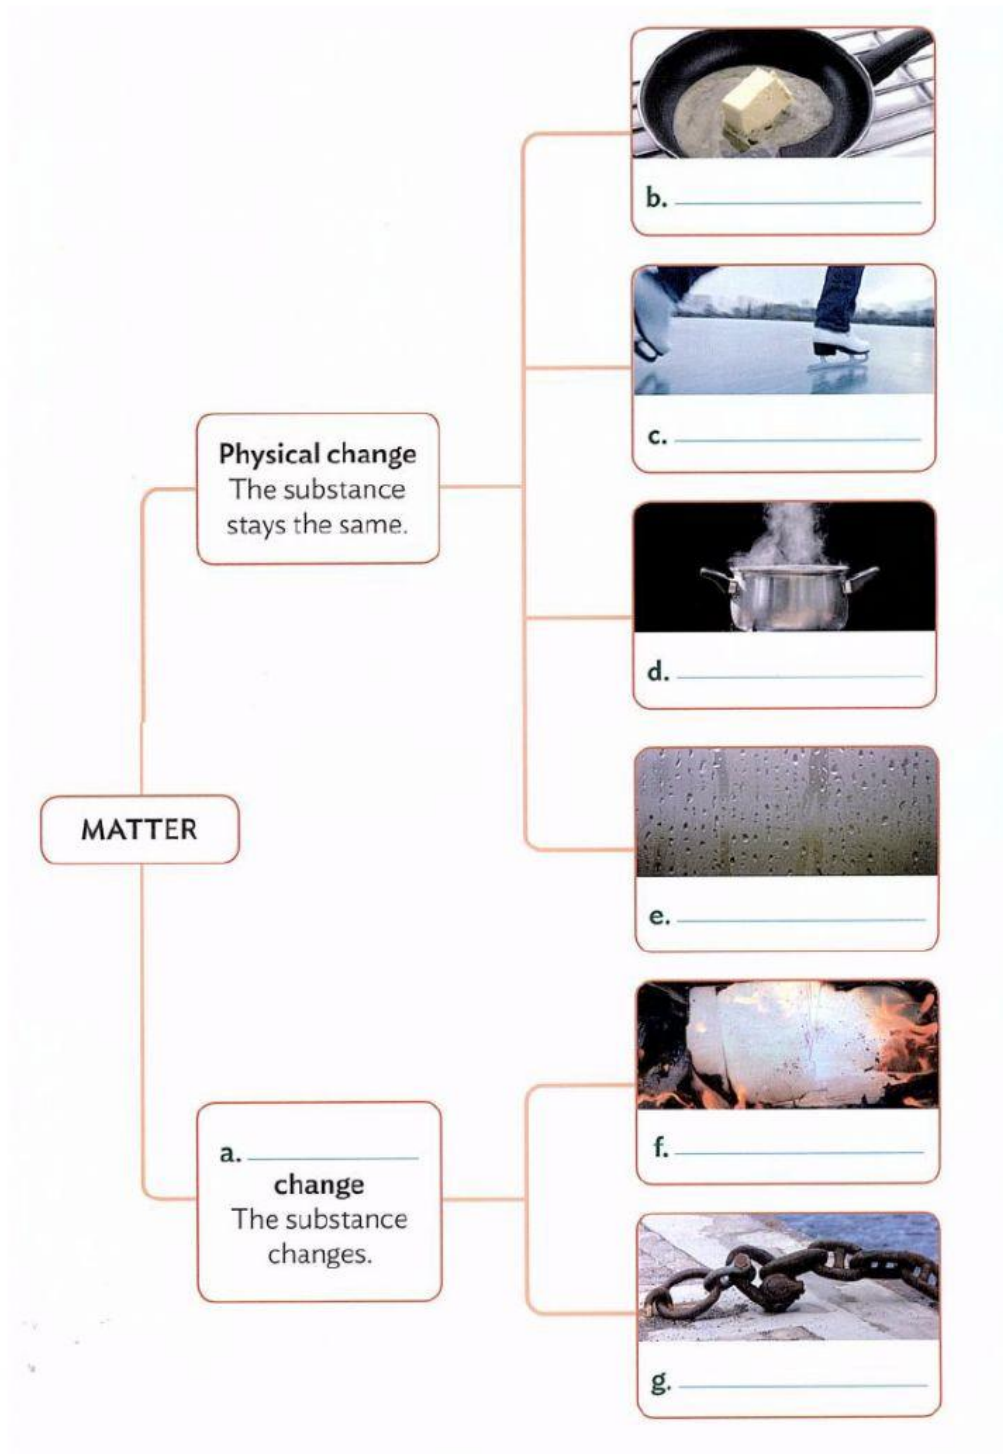 b.
c.
Physical change
The substance
stays the same.
d.
MATTER
e.
a.
change
The substance
changes.
f.
g.